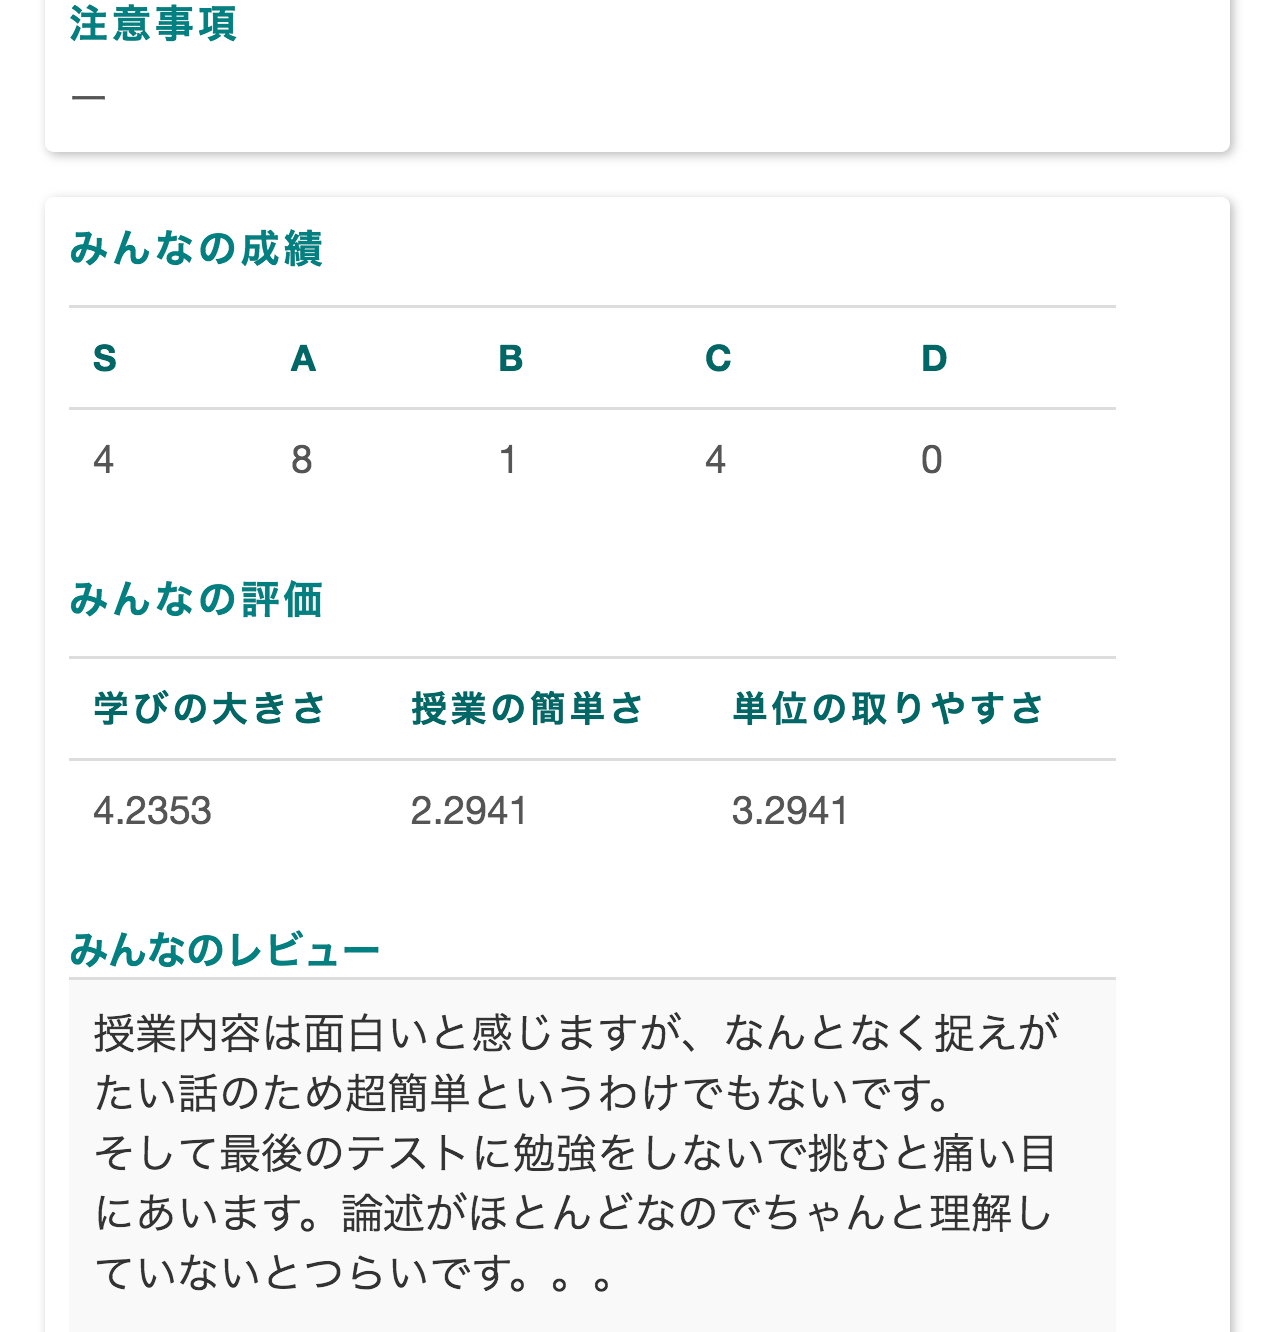 注意事項
—
みんなの成績
S A B C D
4 8 1 4 0
みんなの評価
学びの大きさ 授業の簡単さ 単位の取りやすさ
4.2353 2.2941 3.2941
みんなのレビュー
授業内容は面白いと感じますが、なんとなく捉えが
たい話のため超簡単というわけでもないです。
そして最後のテストに勉強をしないで挑むと痛い目
にあいます。論述がほとんどなのでちゃんと理解し
ていないとつらいです。。。